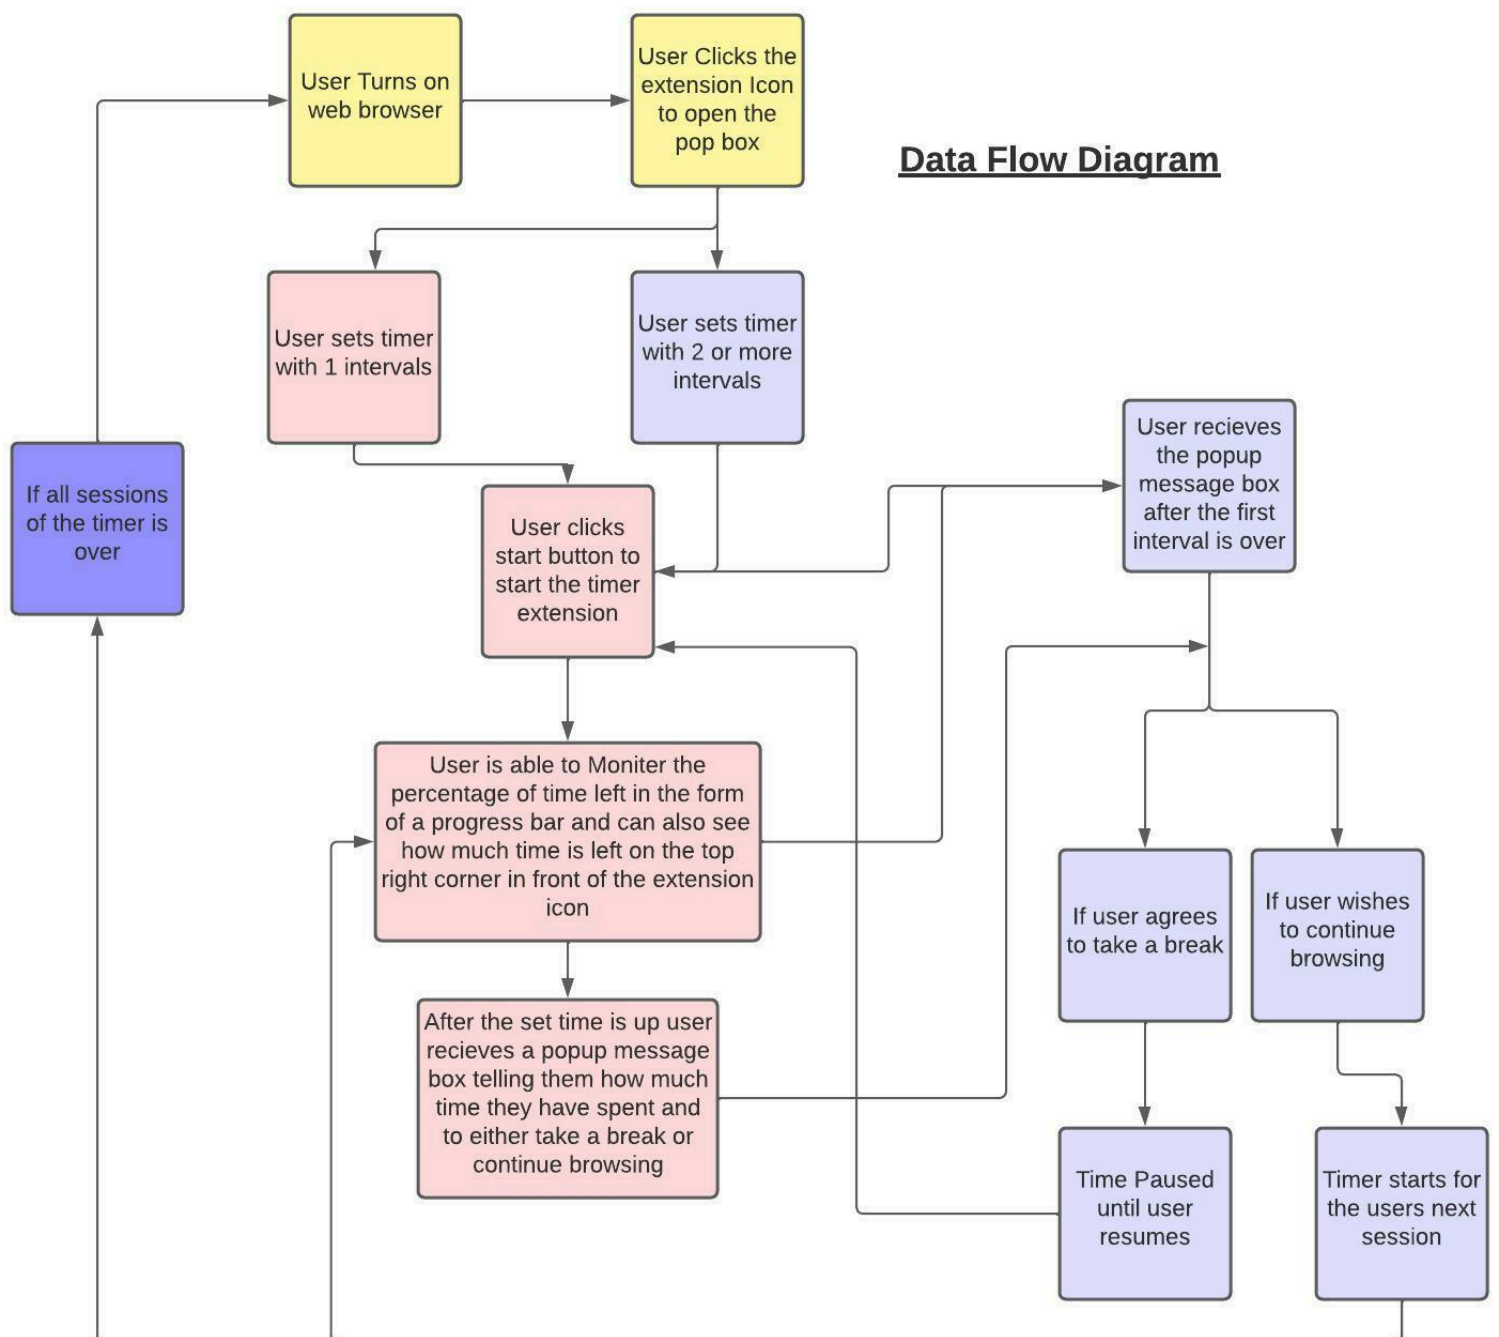 User Turns on
web browser
User Clicks the
extension Icon
to open the
pop box
Data Flow Diagram
User sets timer
with 1 intervals
User sets timer
with 2 or more
intervals
User recieves
the popup
message box
after the first
interval is over
If all sessions
of the timer is
over
User clicks
start button to
start the timer
extension
User is able to Moniter the
percentage of time left in the form
of a progress bar and can also see
how much time is left on the top
right corner in front of the extension
icon
If user agrees
to take a break
If user wishes
to continue
browsing
After the set time is up user
recieves a popup message
box telling them how much
time they have spent and
to either take a break or
continue browsing
Time Paused
until user
resumes
Timer starts for
the users next
session